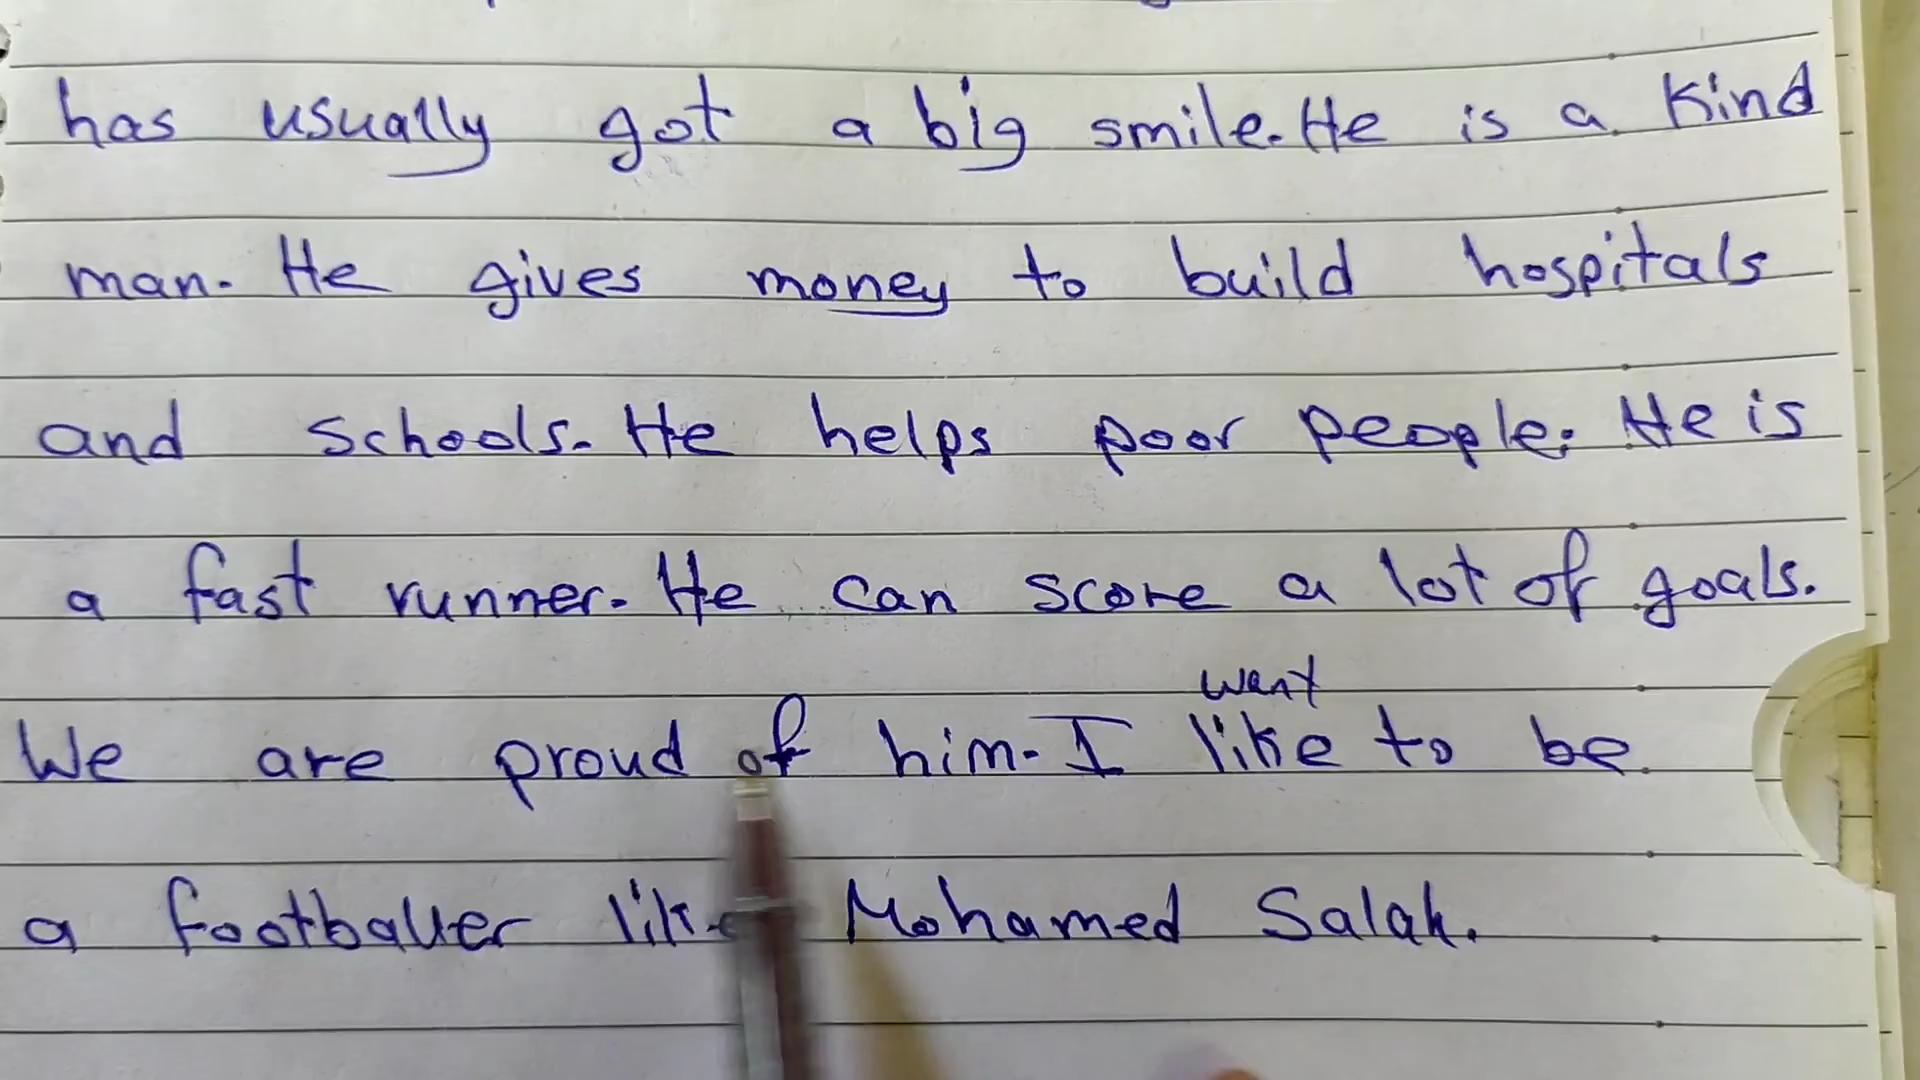 has usually got a big smile. He is a kind
man. He gives money to build hospitals
and schools. He helps poor people. He is
a fast runner. He can score a lot of goals.
want
We are proud of him. I like to be
a footballer like Mohamed Salah.